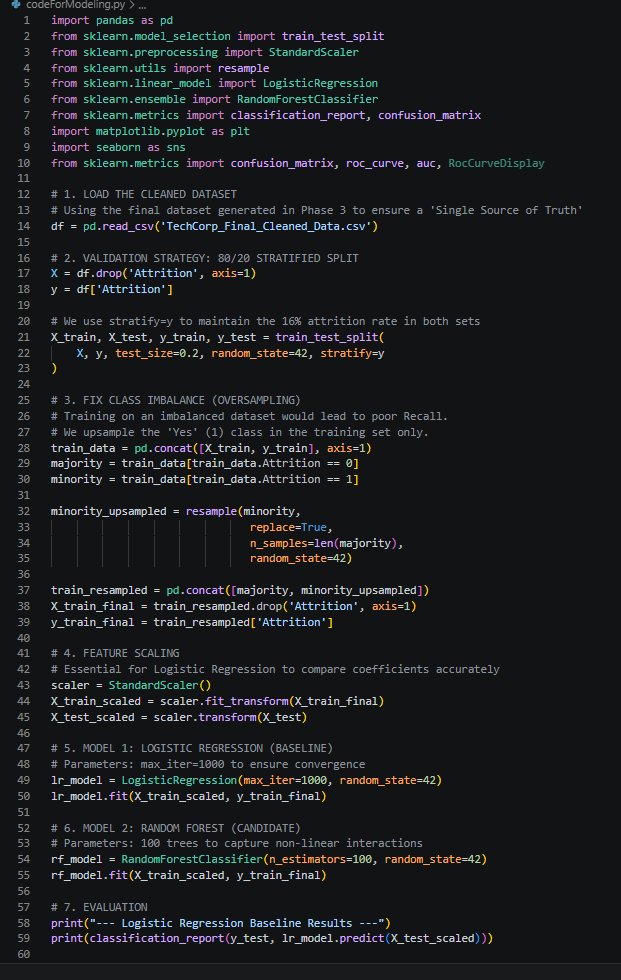 codeForModeling.py > ...
1 import pandas as pd
2 from sklearn.model_selection import train_test_split
3 from sklearn.preprocessing import StandardScaler
4 from sklearn.utils import resample
5 from sklearn.linear_model import LogisticRegression
6 from sklearn.ensemble import RandomForestClassifier
7 from sklearn.metrics import classification_report, confusion_matrix
8 import matplotlib.pyplot as plt
9 import seaborn as sns
10 from sklearn.metrics import confusion_matrix, roc_curve, auc, RocCurveDisplay
11
12 # 1. LOAD THE CLEANED DATASET
13 # Using the final dataset generated in Phase 3 to ensure a 'Single Source of Truth'
14 df = pd.read_csv('TechCorp_Final_Cleaned_Data.csv')
15
16 # 2. VALIDATION STRATEGY: 80/20 STRATIFIED SPLIT
17 X = df.drop('Attrition', axis=1)
18 y = df['Attrition']
19
20 # We use stratify=y to maintain the 16% attrition rate in both sets
21 X_train, X_test, y_train, y_test = train_test_split(
22     X, y, test_size=0.2, random_state=42, stratify=y
23 )
24
25 # 3. FIX CLASS IMBALANCE (OVERSAMPLING)
26 # Training on an imbalanced dataset would lead to poor Recall.
27 # We upsample the 'Yes' (1) class in the training set only.
28 train_data = pd.concat([X_train, y_train], axis=1)
29 majority = train_data[train_data.Attrition == 0]
30 minority = train_data[train_data.Attrition == 1]
31
32 minority_upsampled = resample(minority,
33                               replace=True,
34                               n_samples=len(majority),
35                               random_state=42)
36
37 train_resampled = pd.concat([majority, minority_upsampled])
38 X_train_final = train_resampled.drop('Attrition', axis=1)
39 y_train_final = train_resampled['Attrition']
40
41 # 4. FEATURE SCALING
42 # Essential for Logistic Regression to compare coefficients accurately
43 scaler = StandardScaler()
44 X_train_scaled = scaler.fit_transform(X_train_final)
45 X_test_scaled = scaler.transform(X_test)
46
47 # 5. MODEL 1: LOGISTIC REGRESSION (BASELINE)
48 # Parameters: max_iter=1000 to ensure convergence
49 lr_model = LogisticRegression(max_iter=1000, random_state=42)
50 lr_model.fit(X_train_scaled, y_train_final)
51
52 # 6. MODEL 2: RANDOM FOREST (CANDIDATE)
53 # Parameters: 100 trees to capture non-linear interactions
54 rf_model = RandomForestClassifier(n_estimators=100, random_state=42)
55 rf_model.fit(X_train_scaled, y_train_final)
56
57 # 7. EVALUATION
58 print("--- Logistic Regression Baseline Results ---")
59 print(classification_report(y_test, lr_model.predict(X_test_scaled)))
60